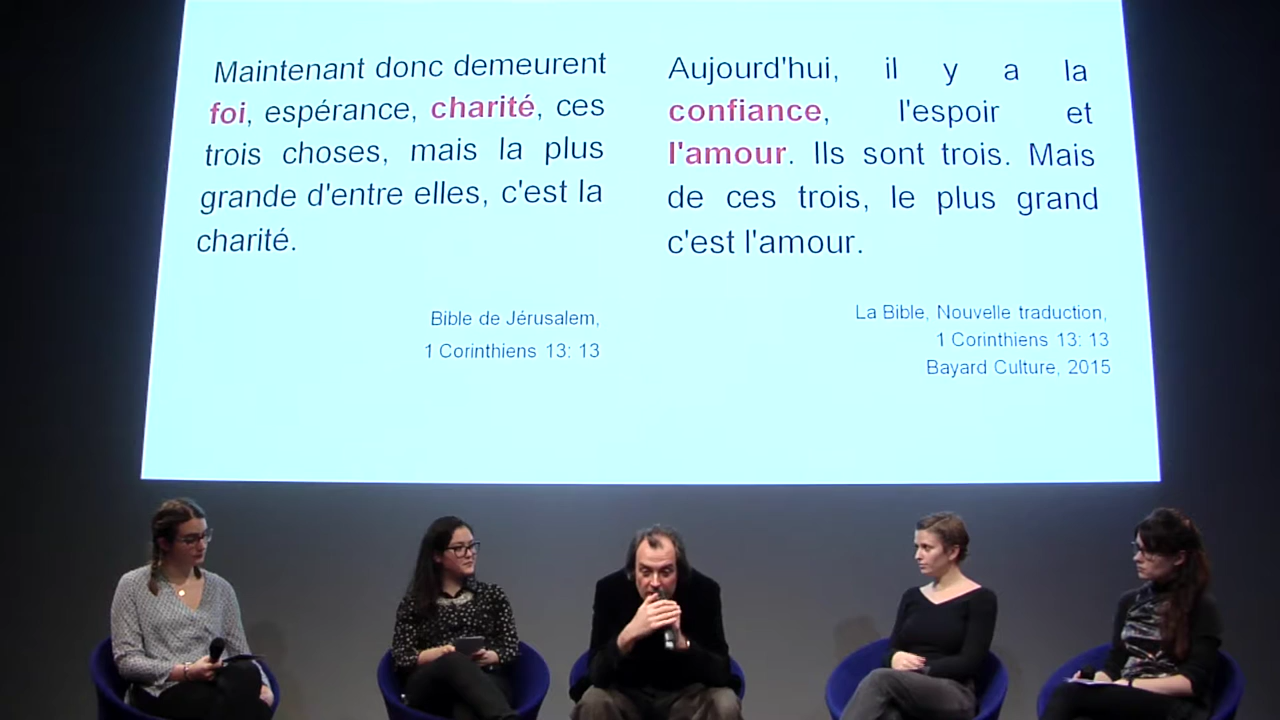 Maintenant donc demeurent
foi, espérance, charité, ces
trois choses, mais la plus
grande d'entre elles, c'est la
charité.
Bible de Jérusalem,
1 Corinthiens 13: 13
Aujourd'hui, il y a la
confiance, l'espoir et
l'amour. Ils sont trois. Mais
de ces trois, le plus grand
c'est l'amour.
La Bible, Nouvelle traduction,
1 Corinthiens 13: 13
Bayard Culture, 2015